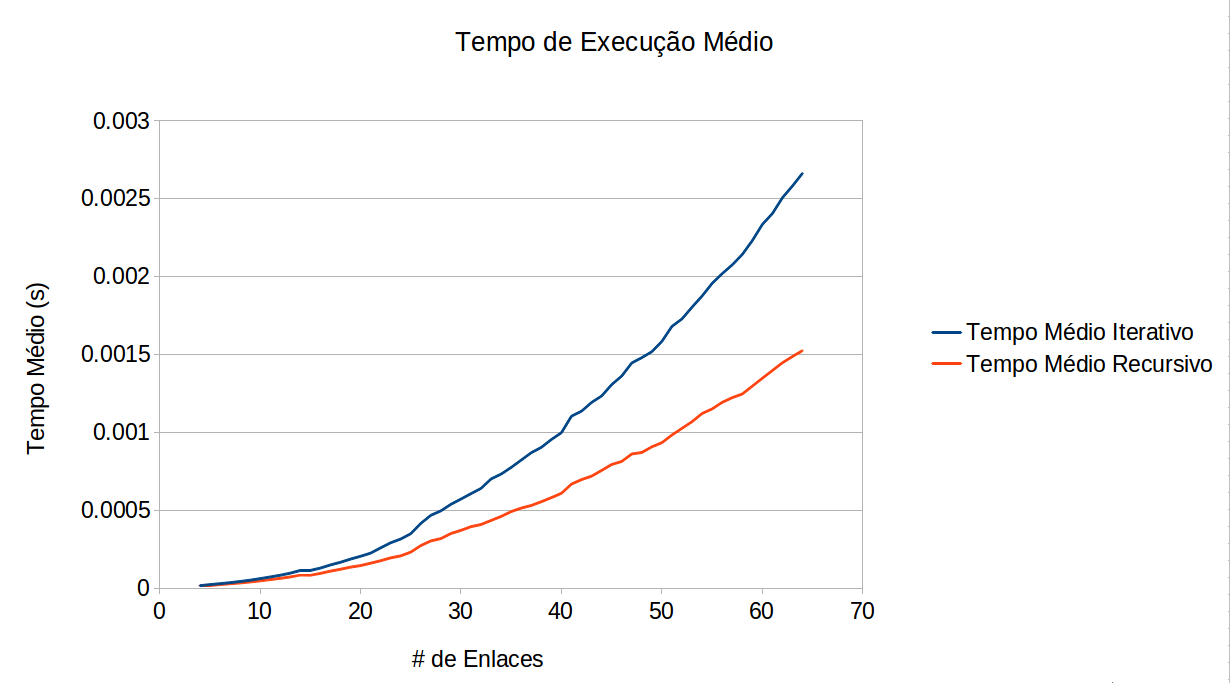 Tempo de Execução Médio
0.003
0.0025
0.002
0.0015
0.001
0.0005
0
Tempo Médio (s)
0 10 20 30 40 50 60 70
# de Enlaces
Tempo Médio Iterativo
Tempo Médio Recursivo